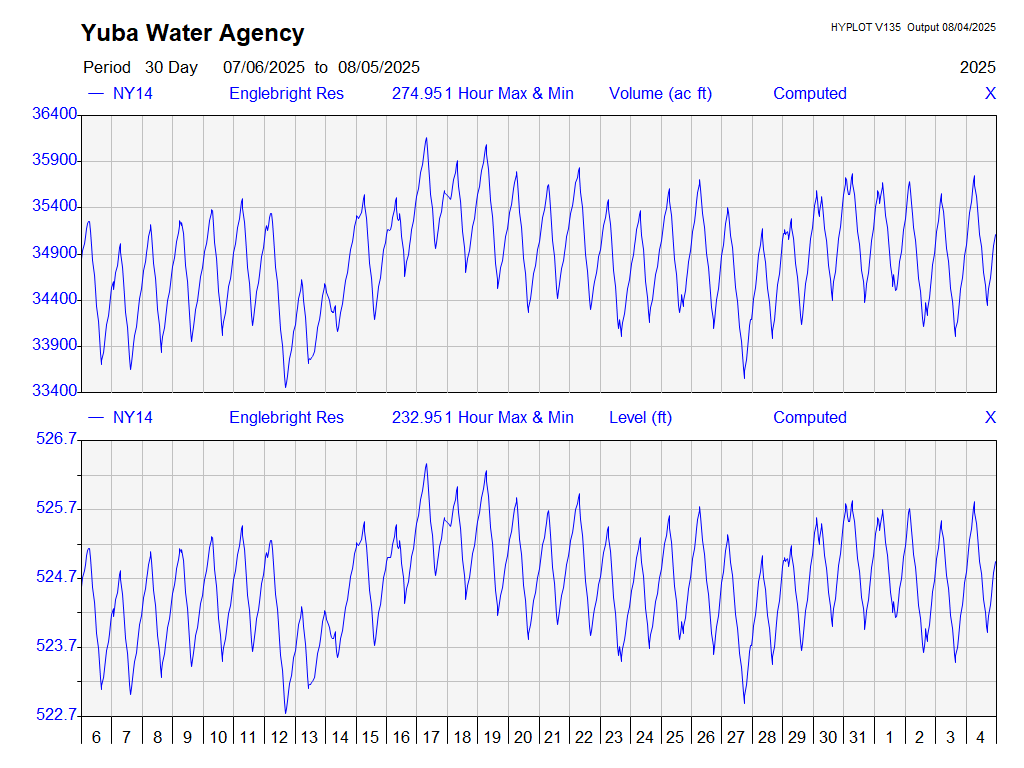 Yuba Water Agency
HYPLOT V135 Output 08/04/2025
Period 30 Day 07/06/2025 to 08/05/2025 2025
NY14 Englebright Res 274.951 Hour Max & Min Volume (ac ft) Computed X
36400
35900
35400
34900
34400
33900
33400
NY14 Englebright Res 232.951 Hour Max & Min Level (ft) Computed X
526.7
525.7
524.7
523.7
522.7
6 7 8 9 10 11 12 13 14 15 16 17 18 19 20 21 22 23 24 25 26 27 28 29 30 31 1 2 3 4